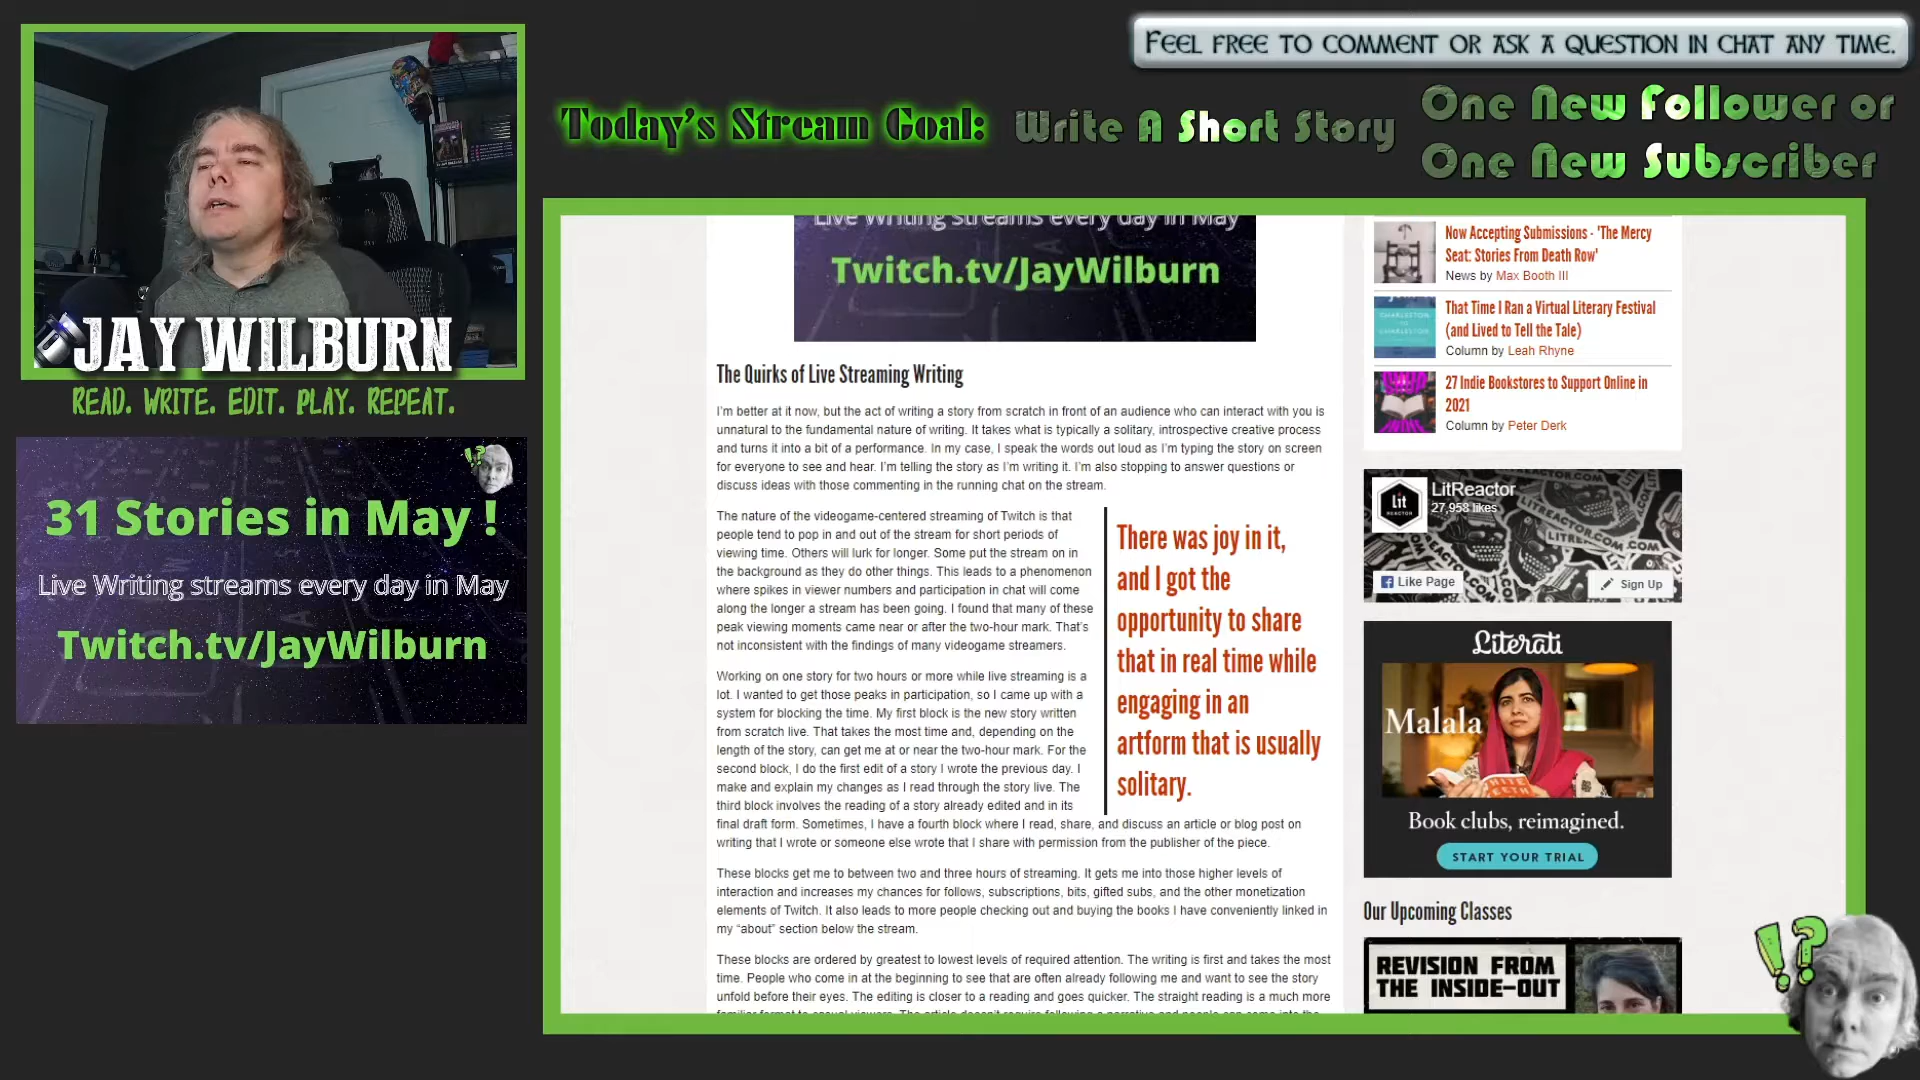 FEEL FREE TO COMMENT OR ASK A QUESTION IN CHAT ANY TIME.
Today's Stream Goal:
Write A Short Story
One New Follower or
One New Subscriber
JAY WILBURN
READ. WRITE. EDIT. PLAY. REPEAT.
31 Stories in May !
Live Writing streams every day in May
Twitch.tv/JayWilburn
Live Writing streams every day in May
Twitch.tv/JayWilburn
The Quirks of Live Streaming Writing
I'm better at it now, but the act of writing a story from scratch in front of an audience who can interact with you is
unnatural to the fundamental nature of writing. It takes what is typically a solitary, introspective creative process
and turns it into a bit of a performance. In my case, I speak the words out loud as I'm typing the story on screen
for everyone to see and hear. I'm telling the story as I'm writing it. I'm also stopping to answer questions or
discuss ideas with those commenting in the running chat on the stream.
The nature of the videogame-centered streaming of Twitch is that
people tend to pop in and out of the stream for short periods of
viewing time. Others will lurk for longer. Some put the stream on in
the background as they do other things. This leads to a phenomenon
where spikes in viewer numbers and participation in chat will come
along the longer a stream has been going. I found that many of these
peak viewing moments came near or after the two-hour mark. That's
not inconsistent with the findings of many videogame streamers.
Working on one story for two hours or more while live streaming is a
lot. I wanted to get those peaks in participation, so I came up with a
system for blocking the time. My first block is the new story written
from scratch live. That takes the most time and, depending on the
length of the story, can get me at or near the two-hour mark. For the
second block, I do the first edit of a story I wrote the previous day. I
make and explain my changes as I read through the story live. The
third block involves the reading of a story already edited and in its
final draft form. Sometimes, I have a fourth block where I read, share, and discuss an article or blog post on
writing that I wrote or someone else wrote that I share with permission from the publisher of the piece.
There was joy in it,
and I got the
opportunity to share
that in real time while
engaging in an
artform that is usually
solitary.
These blocks get me to between two and three hours of streaming. It gets me into those higher levels of
interaction and increases my chances for follows, subscriptions, bits, gifted subs, and the other monetization
elements of Twitch. It also leads to more people checking out and buying the books I have conveniently linked in
my “about” section below the stream.
These blocks are ordered by greatest to lowest levels of required attention. The writing is first and takes the most
time. People who come in at the beginning to see that are often already following me and want to see the story
unfold before their eyes. The editing is closer to a reading and goes quicker. The straight reading is a much more
Now Accepting Submissions - 'The Mercy
Seat: Stories From Death Row'
News by Max Booth III
That Time I Ran a Virtual Literary Festival
(and Lived to Tell the Tale)
Column by Leah Rhyne
27 Indie Bookstores to Support Online in
2021
Column by Peter Derk
Lit
REACTOR
LitReactor
27,958 likes
Like Page
Sign Up
Literati
Malala
Book clubs, reimagined.
START YOUR TRIAL
Our Upcoming Classes
REVISION FROM
THE INSIDE-OUT
!?